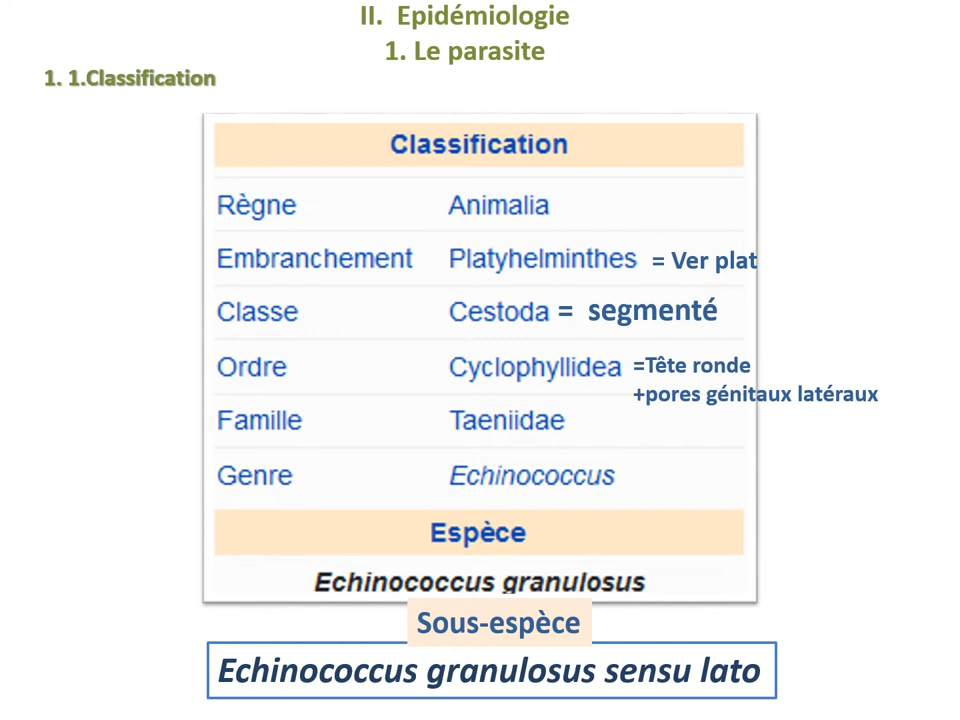 II. Epidémiologie
1. Le parasite
1. 1.Classification
Classification
Règne Animalia
Embranchement Platyhelminthes = Ver plat
Classe Cestoda = segmenté
Ordre Cyclophyllidea =Tête ronde
+pores génitaux latéraux
Famille Taeniidae
Genre Echinococcus
Espèce
Echinococcus granulosus
Sous-espèce
Echinococcus granulosus sensu lato